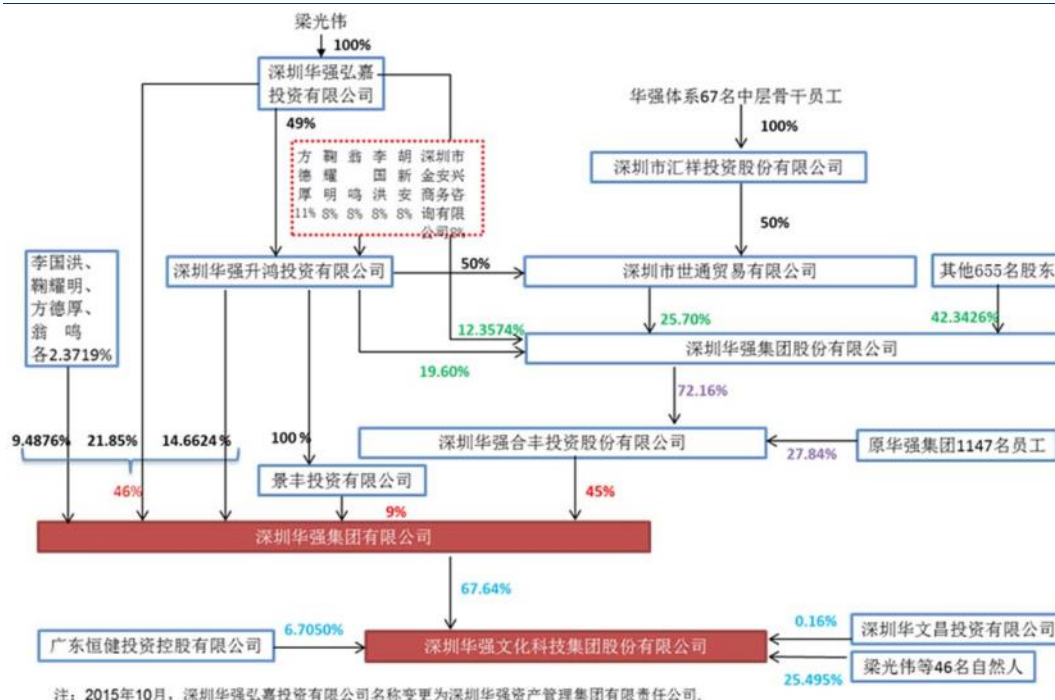 梁光伟
100%
深圳华强弘嘉
投资有限公司
华强体系67名中层骨干员工
49%
100%
方德厚
11%
鞠耀明
8%
翁鸣
8%
李国洪
8%
胡新安
8%
深圳市
金安兴
商务咨
询有限
公司8%
深圳市汇祥投资股份有限公司
50%
李国洪、
鞠耀明、
方德厚、
翁 鸣
各2.3719%
深圳华强升鸿投资有限公司
50%
深圳市世通贸易有限公司
其他655名股东
12.3574%
25.70%
42.3426%
深圳华强集团股份有限公司
19.60%
72.16%
9.4876%
21.85%
14.6624%
100%
深圳华强合丰投资股份有限公司
27.84%
原华强集团1147名员工
46%
景丰投资有限公司
9%
45%
深圳华强集团有限公司
67.64%
广东恒健投资控股有限公司
6.7050%
深圳华强文化科技集团股份有限公司
0.16%
深圳华文昌投资有限公司
梁光伟等46名自然人
25.495%
注：2015年10月，深圳华强弘嘉投资有限公司名称变更为深圳华强资产管理集团有限责任公司.